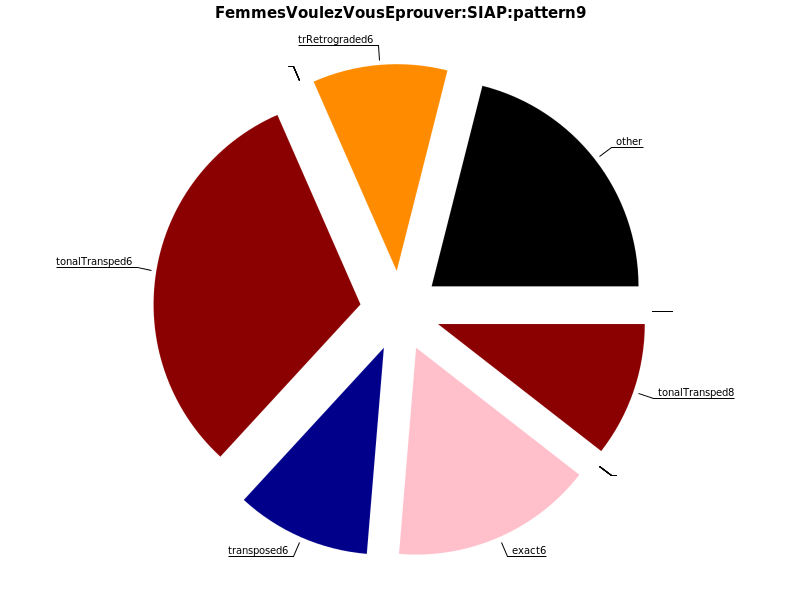 FemmesVoulezVousEprouver:SIAP:pattern9
trRetrograded6
other
tonalTransped6
tonalTransped8
transposed6
exact6